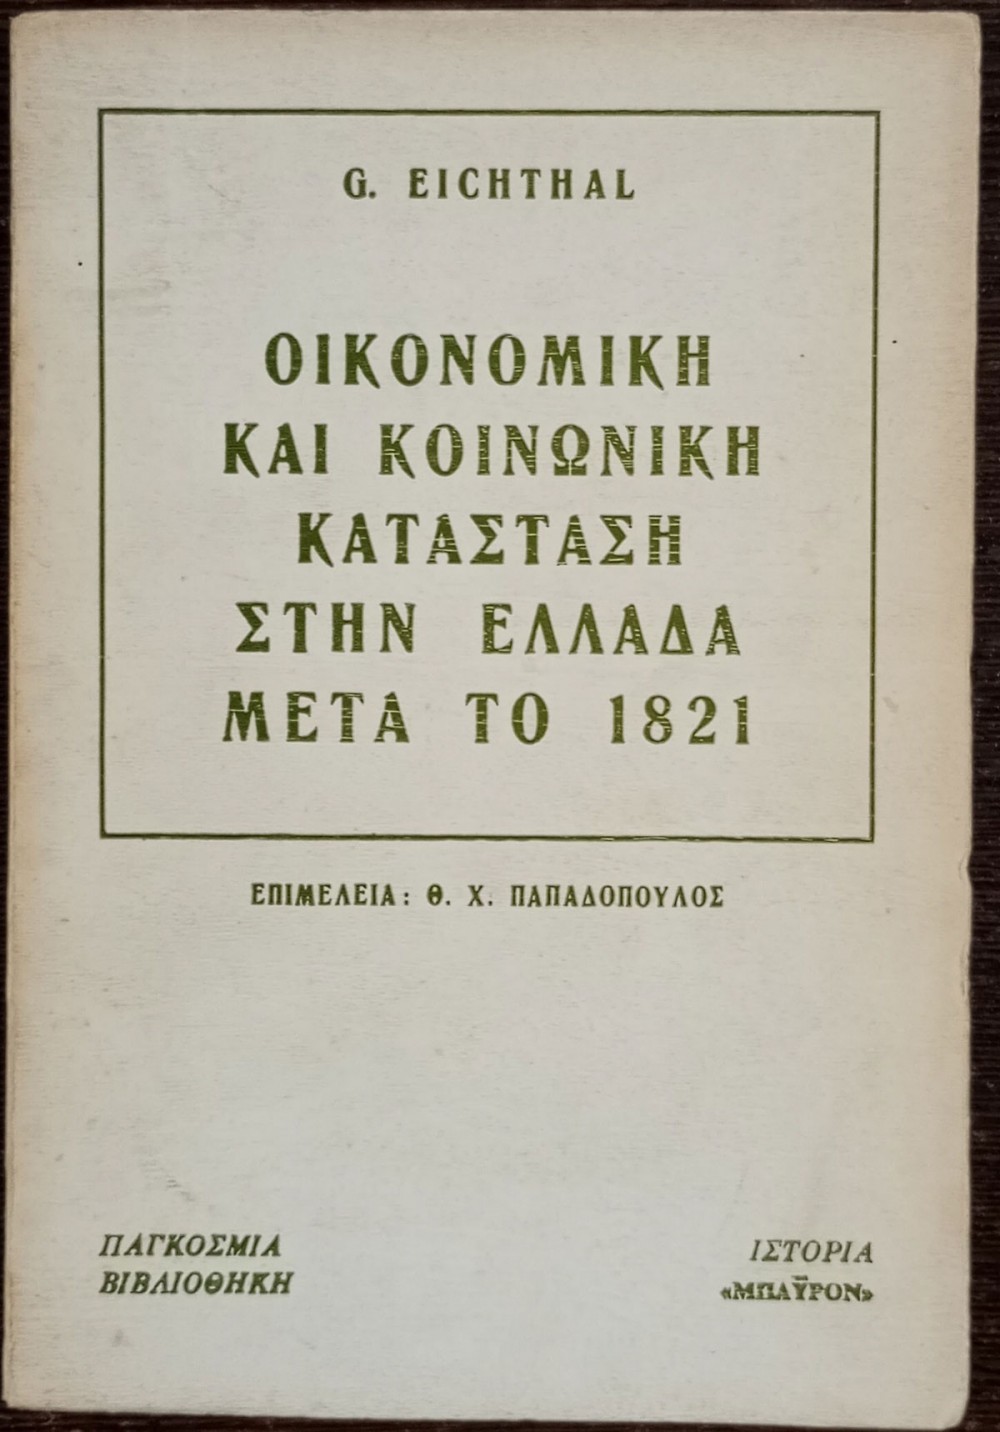 G. EICHTHAL
ΟΙΚΟΝΟΜΙΚΗ
ΚΑΙ ΚΟΙΝΩΝΙΚΗ
ΚΑΤΑΣΤΑΣΗ
ΣΤΗΝ ΕΛΛΑΔΑ
ΜΕΤΑ ΤΟ 1821
ΕΠΙΜΕΛΕΙΑ: Θ. Χ. ΠΑΠΑΔΟΠΟΥΛΟΣ
ΠΑΓΚΟΣΜΙΑ
ΒΙΒΛΙΟΘΗΚΗ
ΙΣΤΟΡΙΑ
«ΜΠΑΫΡΟΝ»